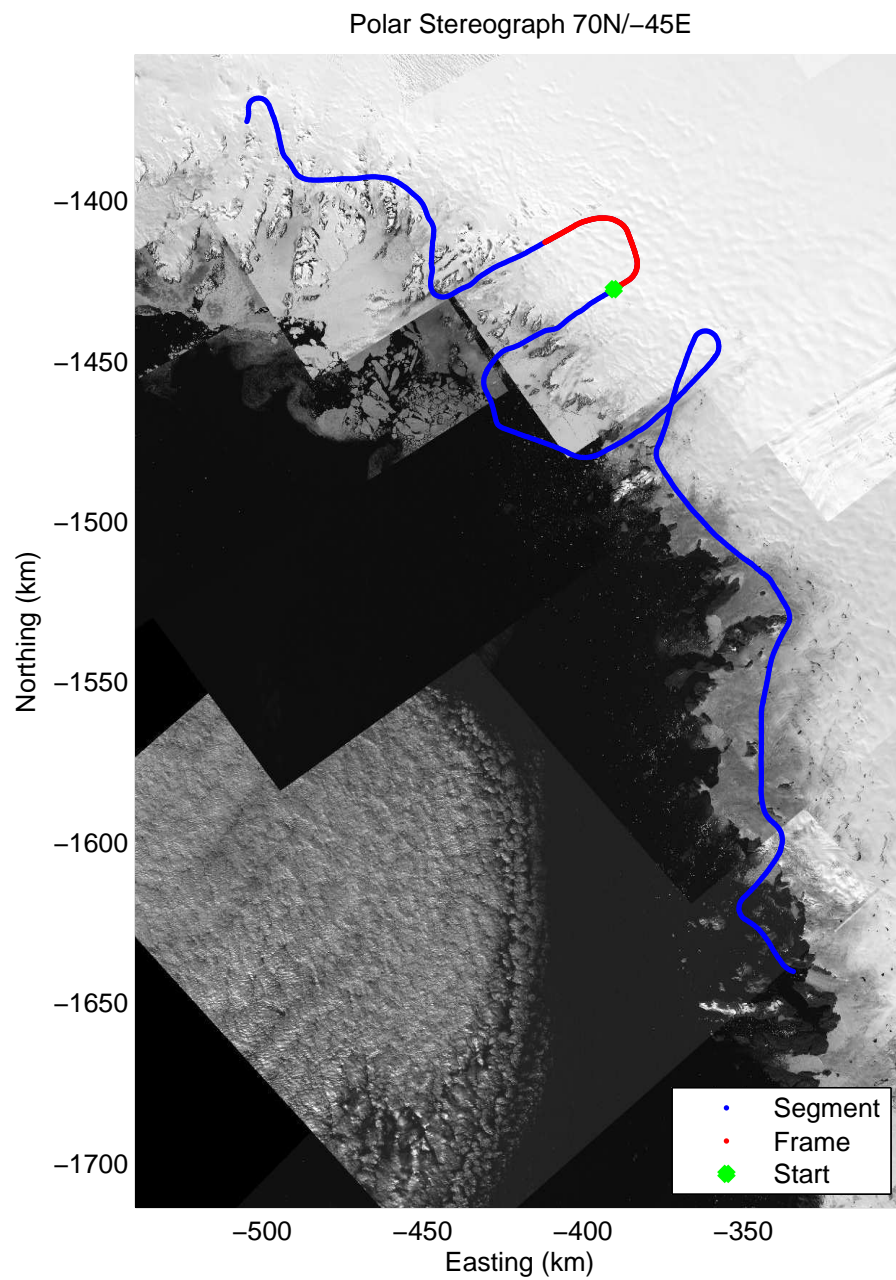 Polar Stereograph 70N/−45E
−1400
−1450
−1500
−1550
−1600
−1650
−1700
Northing (km)
−500
−450
−400
−350
Easting (km)
Segment
Frame
Start